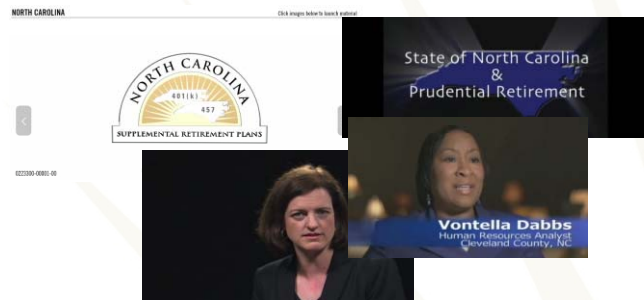 NORTH CAROLINA
Click images below to launch material
NORTH CAROLINA
401(k)
457
SUPPLEMENTAL RETIREMENT PLANS
0225300-00001-00
State of North Carolina
&
Prudential Retirement
Vontella Dabbs
Human Resources Analyst
Cleveland County, NC